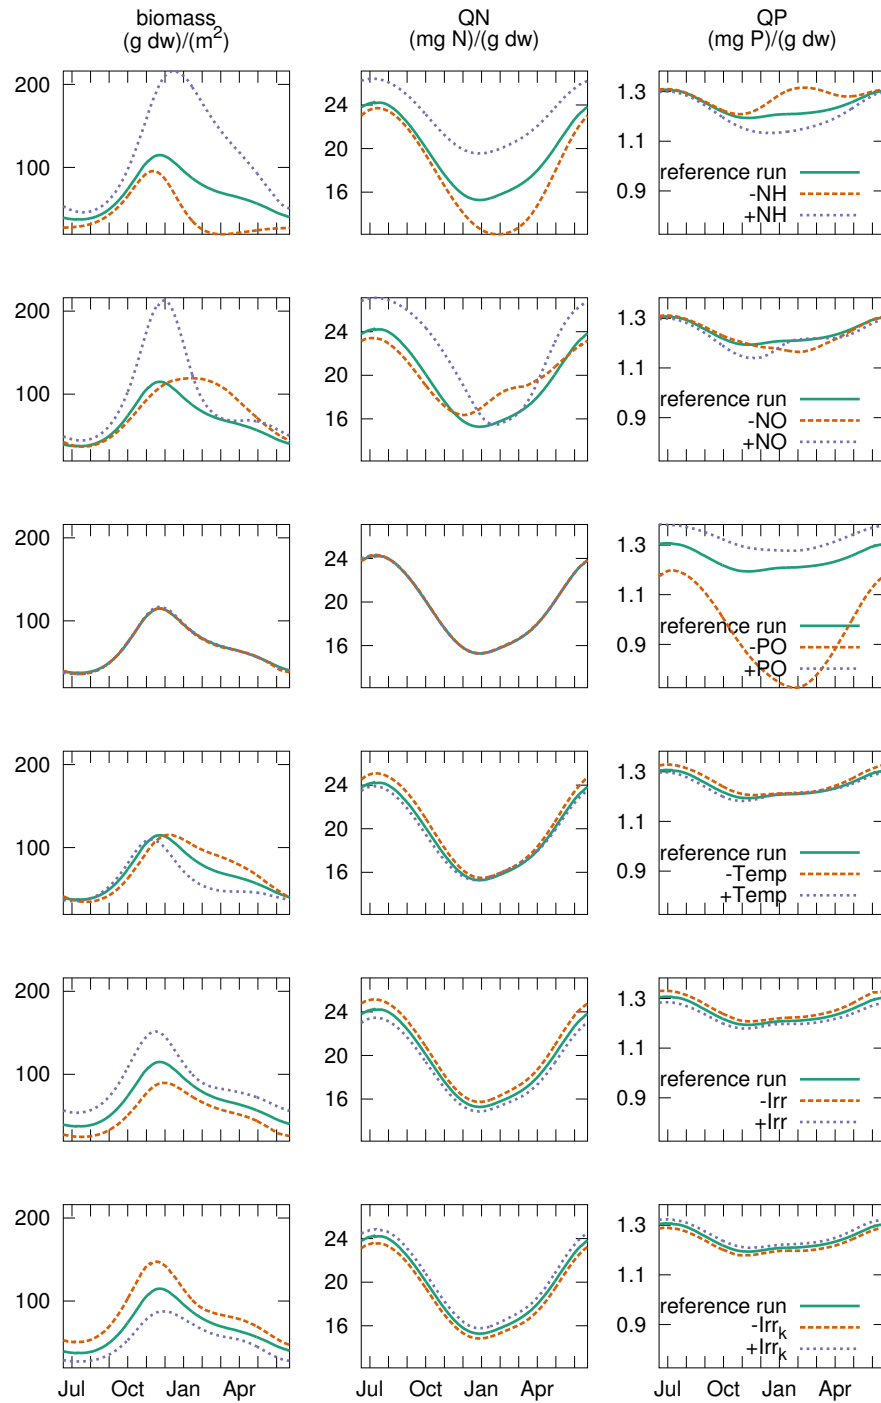 biomass QN QP
(g dw)/(m²) (mg N)/(g dw) (mg P)/(g dw)
200 24 1.3
100 20 1.1
16 0.9
reference run
-NH
+NH
200 24 1.3
100 20 1.1
16 0.9
reference run
-NO
+NO
200 24 1.3
100 20
16 0.9
reference run
-PO
+PO
200 24 1.3
100 20 1.1
16 0.9
reference run
-Temp
+Temp
200 24 1.3
100 20 1.1
16 0.9
reference run
-Irr
+Irr
200 24 1.3
100 20 1.1
16 0.9
reference run
-Irrₖ
+Irrₖ
Jul Oct Jan Apr Jul Oct Jan Apr Jul Oct Jan Apr